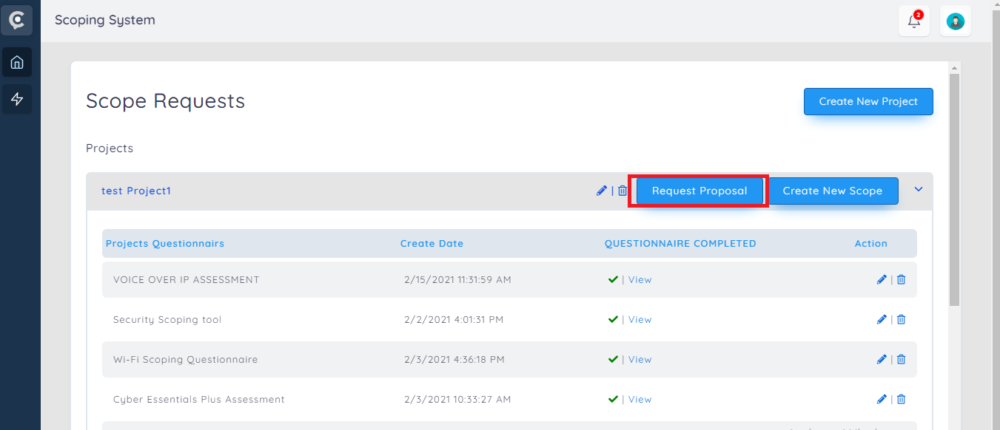 Scoping System
2
Scope Requests
Create New Project
Projects
test Project1 | Request Proposal Create New Scope
Projects Questionnairs Create Date QUESTIONNAIRE COMPLETED Action
VOICE OVER IP ASSESSMENT 2/15/2021 11:31:59 AM | View |
Security Scoping tool 2/2/2021 4:01:31 PM | View |
Wi-Fi Scoping Questionnaire 2/3/2021 4:36:18 PM | View |
Cyber Essentials Plus Assessment 2/3/2021 10:33:27 AM | View |